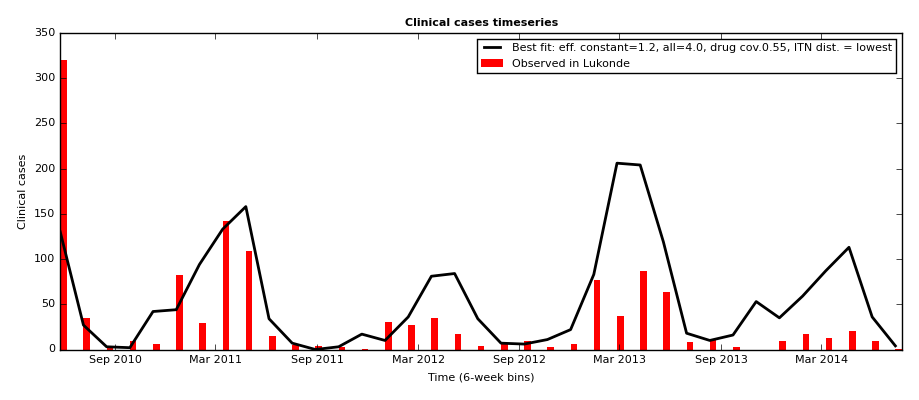 Clinical cases timeseries
350
300
250
200
150
100
50
0
Clinical cases
Best fit: eff. constant=1.2, all=4.0, drug cov.0.55, ITN dist. = lowest
Observed in Lukonde
Sep 2010 Mar 2011 Sep 2011 Mar 2012 Sep 2012 Mar 2013 Sep 2013 Mar 2014
Time (6-week bins)